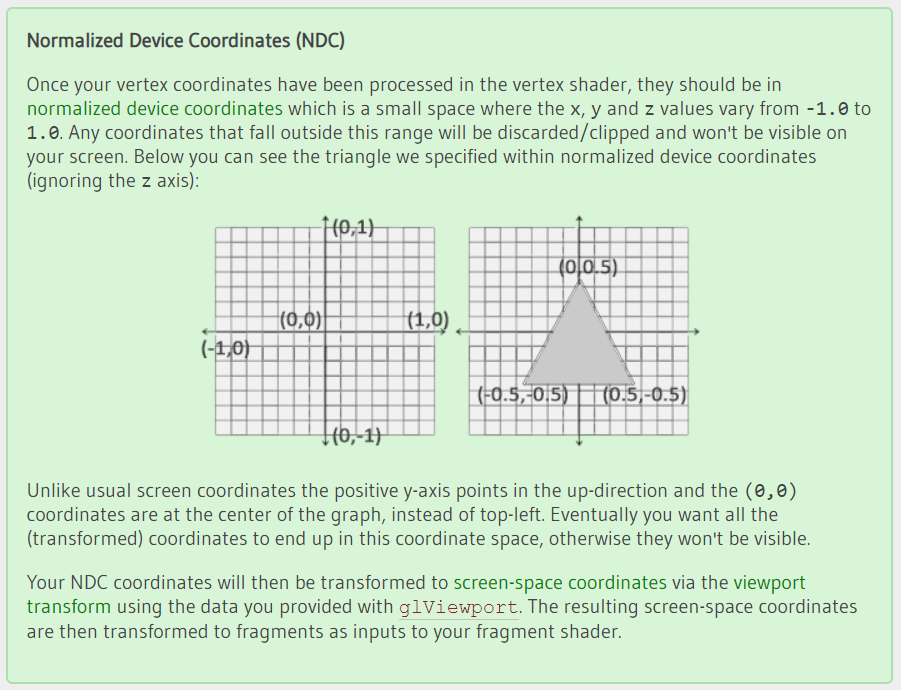 Normalized Device Coordinates (NDC)
Once your vertex coordinates have been processed in the vertex shader, they should be in
normalized device coordinates which is a small space where the x, y and z values vary from -1.0 to
1.0. Any coordinates that fall outside this range will be discarded/clipped and won't be visible on
your screen. Below you can see the triangle we specified within normalized device coordinates
(ignoring the z axis):
(0,1)
(0,0)
(1,0)
(-1,0)
(0,-1)
(0,0.5)
(-0.5,-0.5)
(0.5,-0.5)
Unlike usual screen coordinates the positive y-axis points in the up-direction and the (0,0)
coordinates are at the center of the graph, instead of top-left. Eventually you want all the
(transformed) coordinates to end up in this coordinate space, otherwise they won't be visible.
Your NDC coordinates will then be transformed to screen-space coordinates via the viewport
transform using the data you provided with glViewport. The resulting screen-space coordinates
are then transformed to fragments as inputs to your fragment shader.